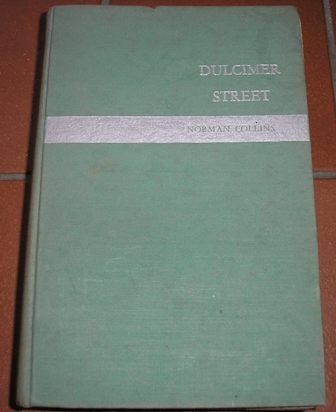 DULCIMER
STREET
NORMAN COLLINS